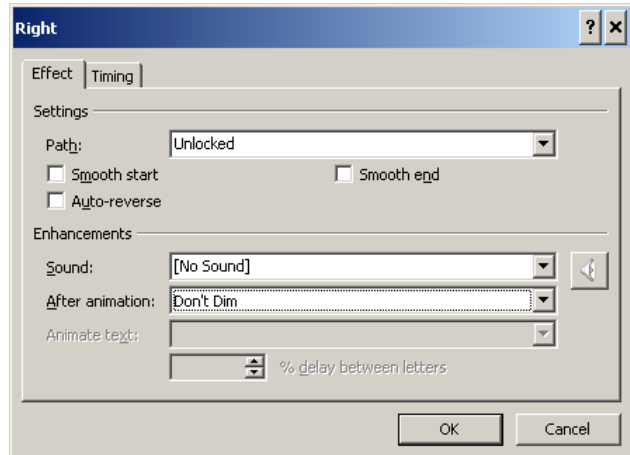 Right
Effect Timing
Settings
Path: Unlocked
Smooth start Smooth end
Auto-reverse
Enhancements
Sound: [No Sound]
After animation: Don't Dim
Animate text:
% delay between letters
OK Cancel